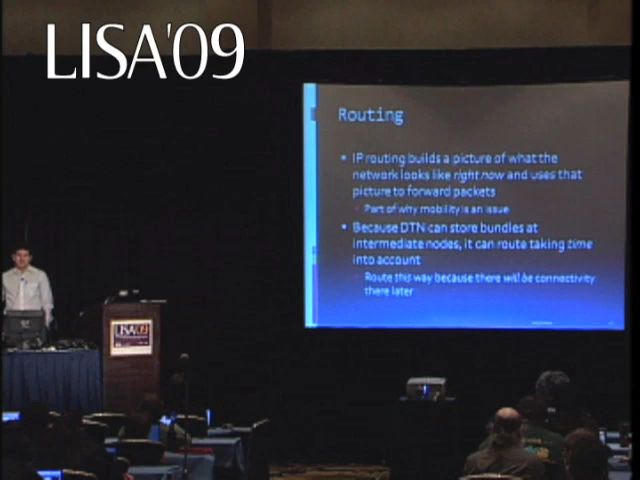 LISA'09
Routing
IP routing builds a picture of what the
network looks like right now and uses that
picture to forward packets
Part of why mobility is an issue
Because DTN can store bundles at
intermediate nodes, it can route taking time
into account
Route this way because there will be connectivity
there later
LISA'09